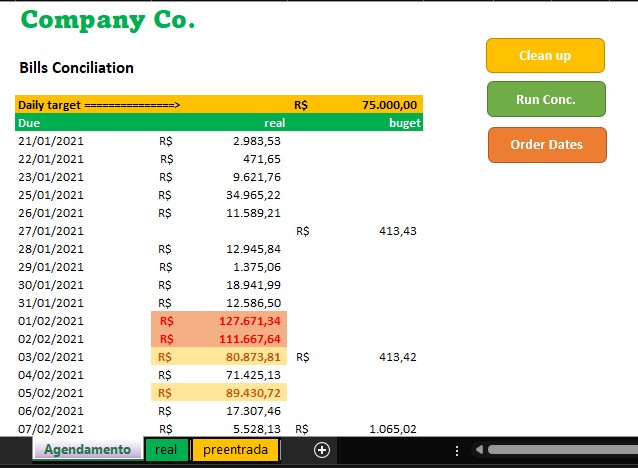 Company Co.
Clean up
Bills Conciliation
Run Conc.
Daily target ===============> R$ 75.000,00
Due real buget
Order Dates
21/01/2021 R$ 2.983,53
22/01/2021 R$ 471,65
23/01/2021 R$ 9.621,76
25/01/2021 R$ 34.965,22
26/01/2021 R$ 11.589,21
27/01/2021 R$ 413,43
28/01/2021 R$ 12.945,84
29/01/2021 R$ 1.375,06
30/01/2021 R$ 18.941,99
31/01/2021 R$ 12.586,50
01/02/2021 R$ 127.671,34
02/02/2021 R$ 111.667,64
03/02/2021 R$ 80.873,81 R$ 413,42
04/02/2021 R$ 71.425,13
05/02/2021 R$ 89.430,72
06/02/2021 R$ 17.307,46
07/02/2021 R$ 5.528,13 R$ 1.065,02
Agendamento real preentrada